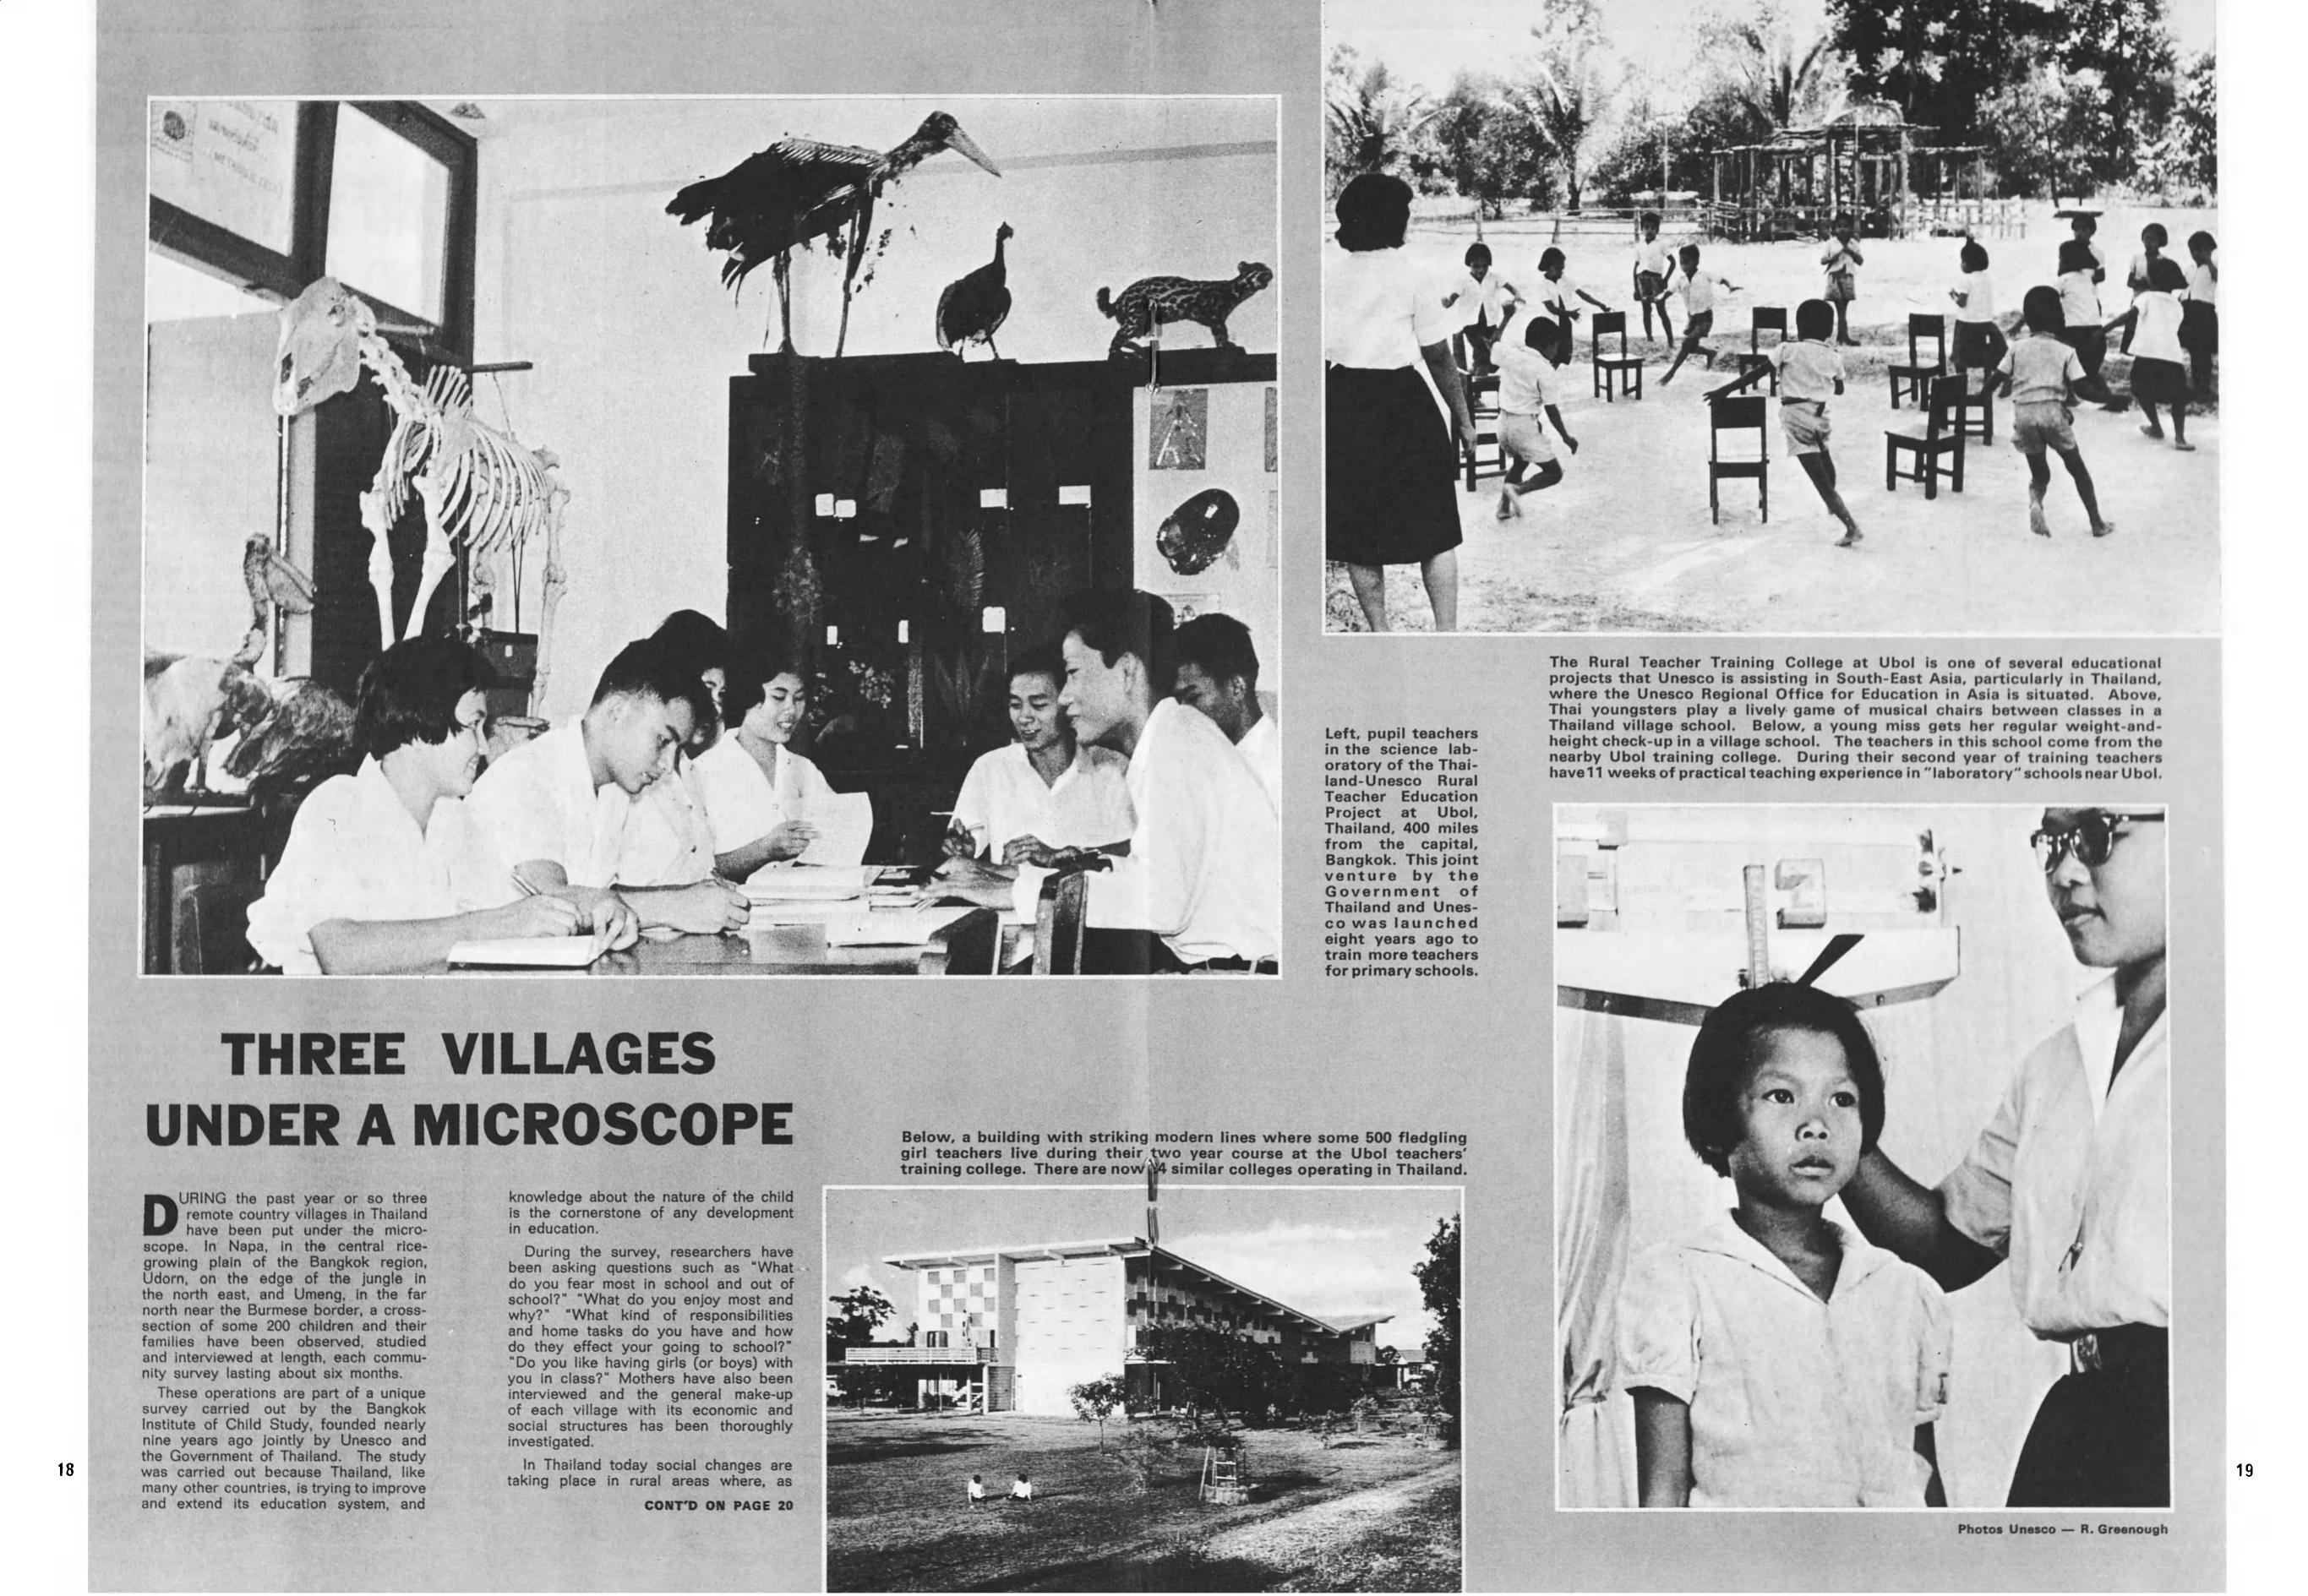 THREE VILLAGES
UNDER A MICROSCOPE
DURING the past year or so three
remote country villages in Thailand
have been put under the micro-
scope. In Napa, in the central rice-
growing plain of the Bangkok region,
Udorn, on the edge of the jungle in
the north east, and Umeng, in the far
north near the Burmese border, a cross-
section of some 200 children and their
families have been observed, studied
and interviewed at length, each commu-
nity survey lasting about six months.
These operations are part of a unique
survey carried out by the Bangkok
Institute of Child Study, founded nearly
nine years ago jointly by Unesco and
the Government of Thailand. The study
was carried out because Thailand, like
many other countries, is trying to improve
and extend its education system, and
knowledge about the nature of the child
is the cornerstone of any development
in education.
During the survey, researchers have
been asking questions such as "What
do you fear most in school and out of
school?" "What do you enjoy most and
why?" "What kind of responsibilities
and home tasks do you have and how
do they effect your going to school?"
"Do you like having girls (or boys) with
you in class?" Mothers have also been
interviewed and the general make-up
of each village with its economic and
social structures has been thoroughly
investigated.
In Thailand today social changes are
taking place in rural areas where, as
CONT'D ON PAGE 20
18
Below, a building with striking modern lines where some 500 fledgling
girl teachers live during their two year course at the Ubol teachers'
training college. There are now similar colleges operating in Thailand.
Left, pupil teachers
in the science lab-
oratory of the Thai-
land-Unesco Rural
Teacher Education
Project at Ubol,
Thailand, 400 miles
from the capital,
Bangkok. This joint
venture by the
Government of
Thailand and Unes-
co was launched
eight years ago to
train more teachers
for primary schools.
The Rural Teacher Training College at Ubol is one of several educational
projects that Unesco is assisting in South-East Asia, particularly in Thailand,
where the Unesco Regional Office for Education in Asia is situated. Above,
Thai youngsters play a lively game of musical chairs between classes in a
Thailand village school. Below, a young miss gets her regular weight-and-
height check-up in a village school. The teachers in this school come from the
nearby Ubol training college. During their second year of training teachers
have 11 weeks of practical teaching experience in "laboratory" schools near Ubol.
Photos Unesco — R. Greenough
19